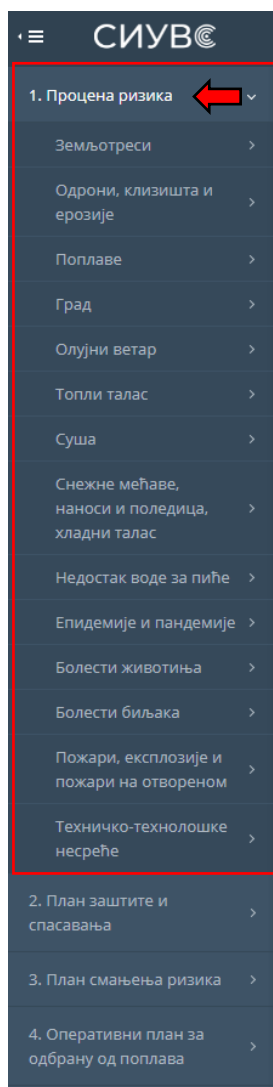 СИУВС
1. Процена ризика
Земљотреси
Одрони, клизишта и
ерозије
Поплаве
Град
Олујни ветар
Топли талас
Суша
Снежне мећаве,
наноси и поледица,
хладни талас
Недостак воде за пиће
Епидемије и пандемије
Болести животиња
Болести биљака
Пожари, експлозије и
пожари на отвореном
Техничко-технолошке
несреће
2. План заштите и
спасавања
3. План смањења ризика
4. Оперативни план за
одбрану од поплава